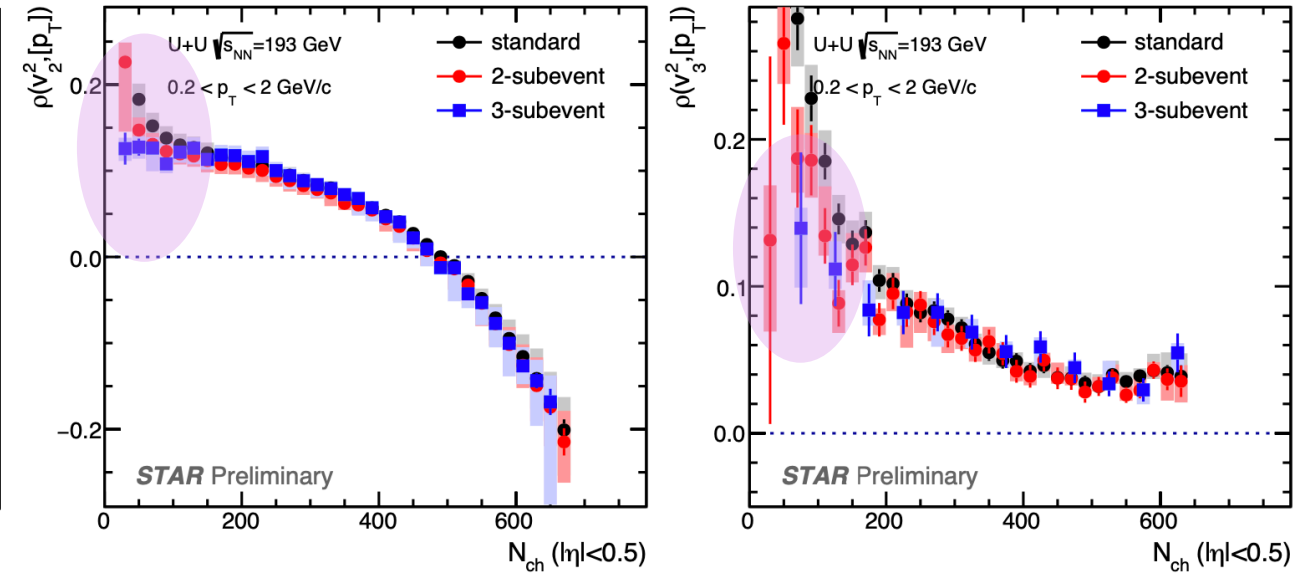 ρ(v₂²,[p_T])
U+U √s_NN=193 GeV
0.2 < p_T < 2 GeV/c
standard
2-subevent
3-subevent
0.2
0.0
−0.2
STAR Preliminary
0 200 400 600
N_ch (|η|<0.5)
ρ(v₃²,[p_T])
U+U √s_NN=193 GeV
0.2 < p_T < 2 GeV/c
standard
2-subevent
3-subevent
0.2
0.1
0.0
STAR Preliminary
0 200 400 600
N_ch (|η|<0.5)